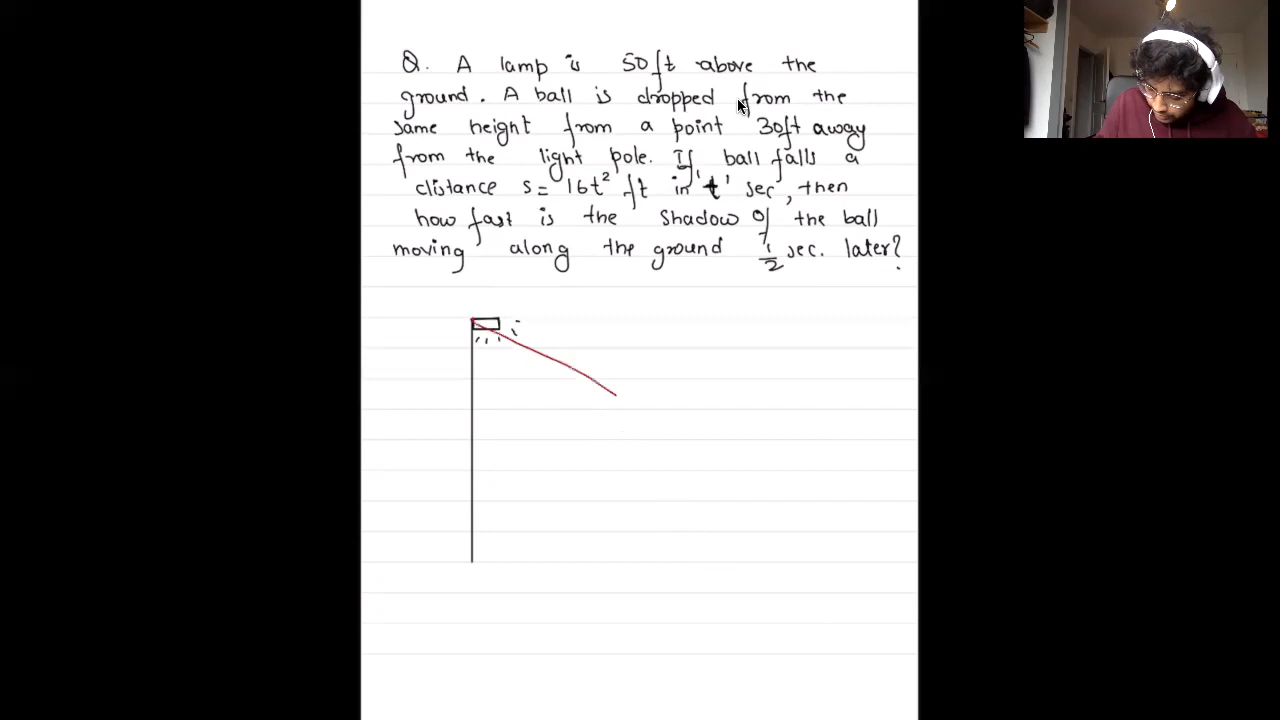 Q. A lamp is 50ft above the
ground. A ball is dropped from the
same height from a point 30ft away
from the light pole. If ball falls a
distance s = 16t² ft in 't' sec, then
how fast is the shadow of the ball
moving along the ground 1/2 sec. later?